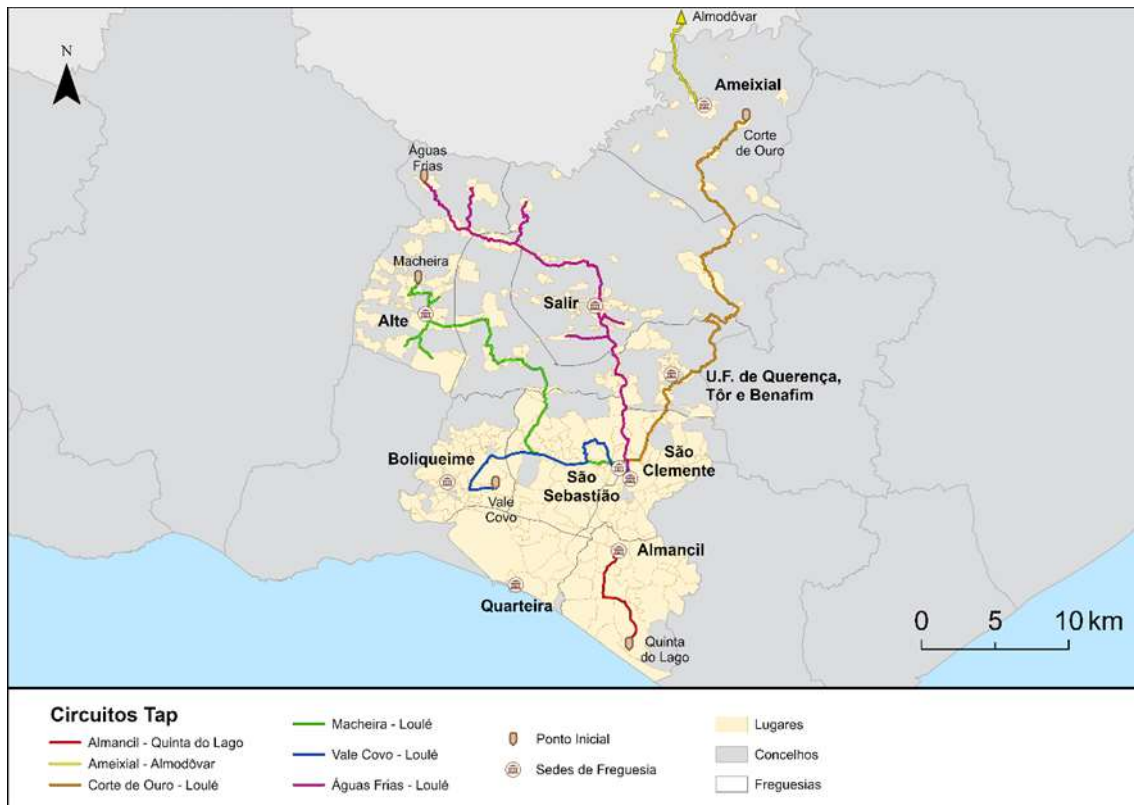 Almodôvar
N
Ameixial
Corte
de Ouro
Águas
Frias
Macheira
Salir
Alte
U.F. de Querença,
Tôr e Benafim
Boliqueime
São
Clemente
São
Sebastião
Vale
Covo
Almancil
Quarteira
Quinta
do Lago
0 5 10 km
Circuitos Tap
Almancil - Quinta do Lago
Ameixial - Almodôvar
Corte de Ouro - Loulé
Macheira - Loulé
Vale Covo - Loulé
Águas Frias - Loulé
Ponto Inicial
Sedes de Freguesia
Lugares
Concelhos
Freguesias